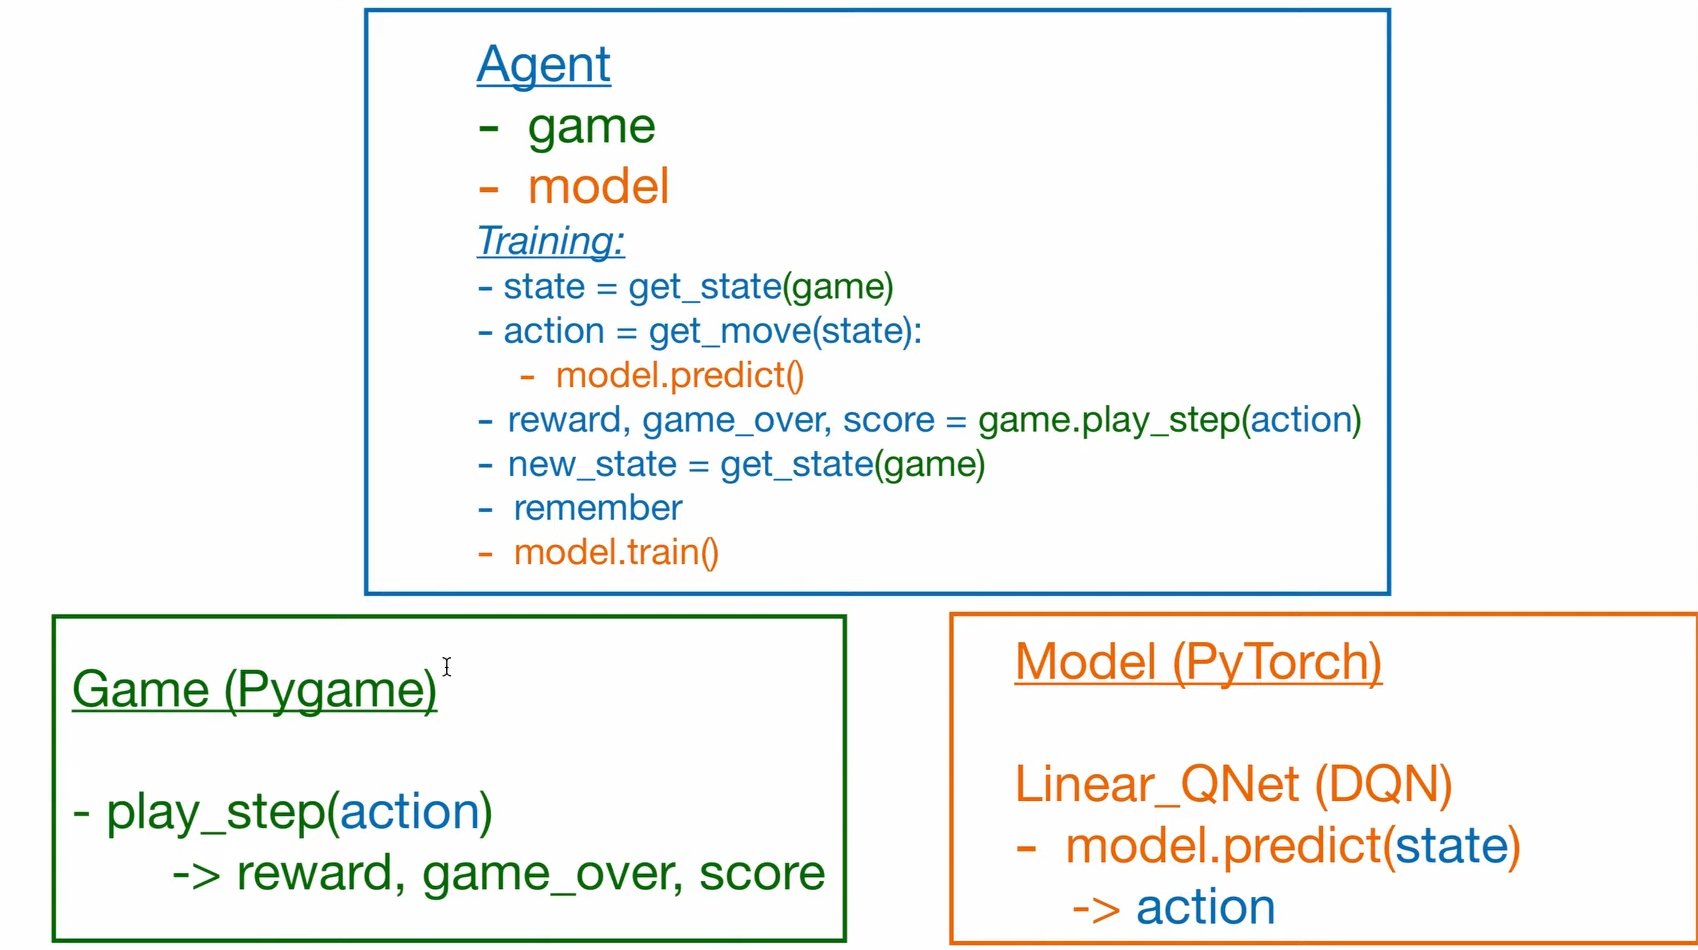 Agent
- game
- model
Training:
- state = get_state(game)
- action = get_move(state):
- model.predict()
- reward, game_over, score = game.play_step(action)
- new_state = get_state(game)
- remember
- model.train()
Game (Pygame)
- play_step(action)
-> reward, game_over, score
Model (PyTorch)
Linear_QNet (DQN)
- model.predict(state)
-> action